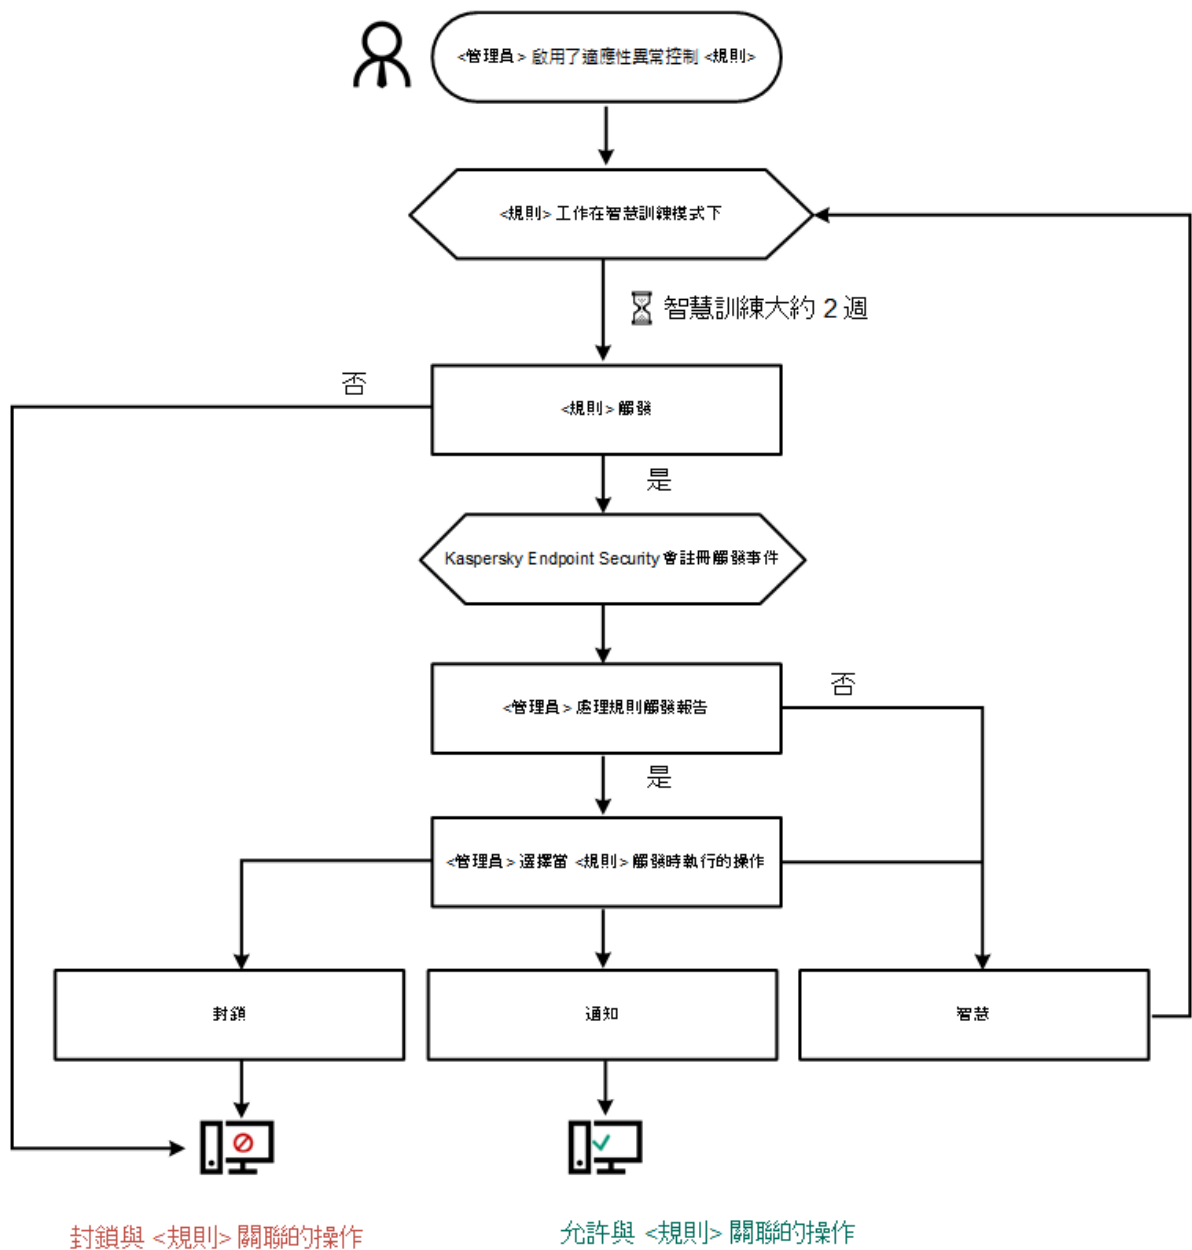 <管理員> 啟用了適應性異常控制 <規則>
<規則> 工作在智慧訓練模式下
智慧訓練大約 2 週
否
<規則> 觸發
是
Kaspersky Endpoint Security 會註冊觸發事件
否
<管理員> 處理規則觸發報告
是
<管理員> 選擇當 <規則> 觸發時執行的操作
封鎖
通知
智慧
封鎖與 <規則> 關聯的操作
允許與 <規則> 關聯的操作